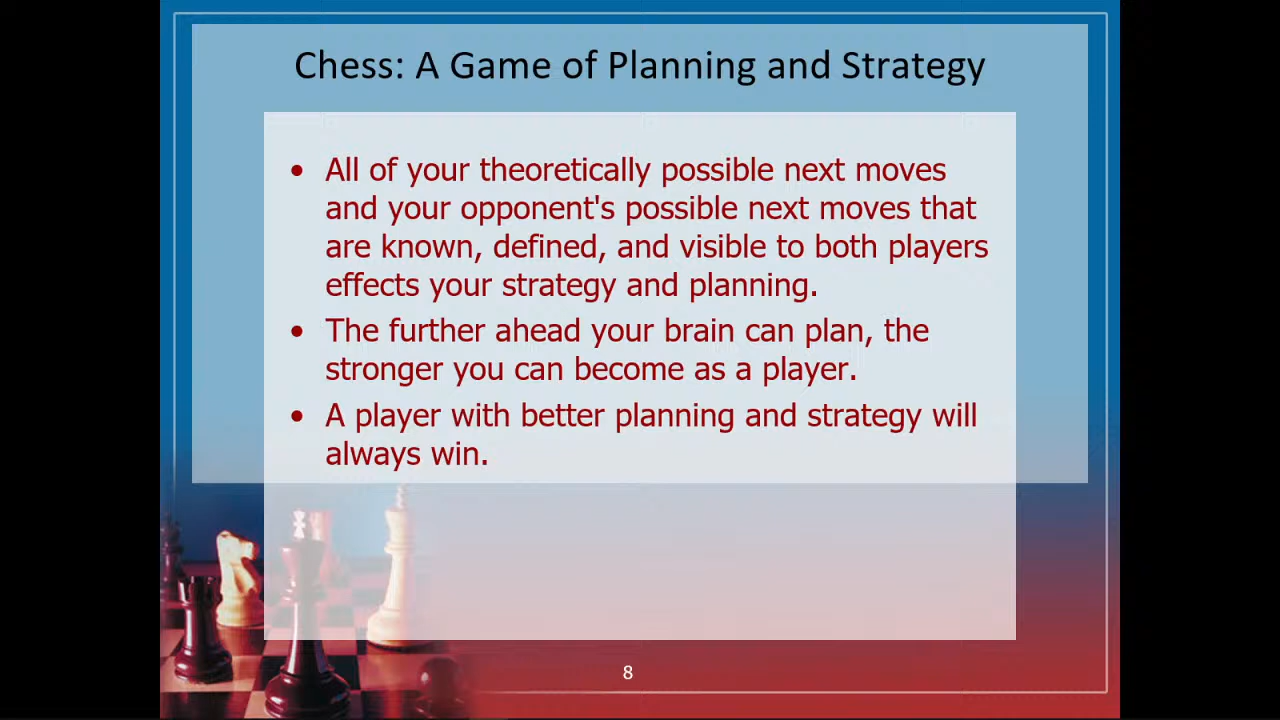 Chess: A Game of Planning and Strategy
• All of your theoretically possible next moves
and your opponent's possible next moves that
are known, defined, and visible to both players
effects your strategy and planning.
• The further ahead your brain can plan, the
stronger you can become as a player.
• A player with better planning and strategy will
always win.
8